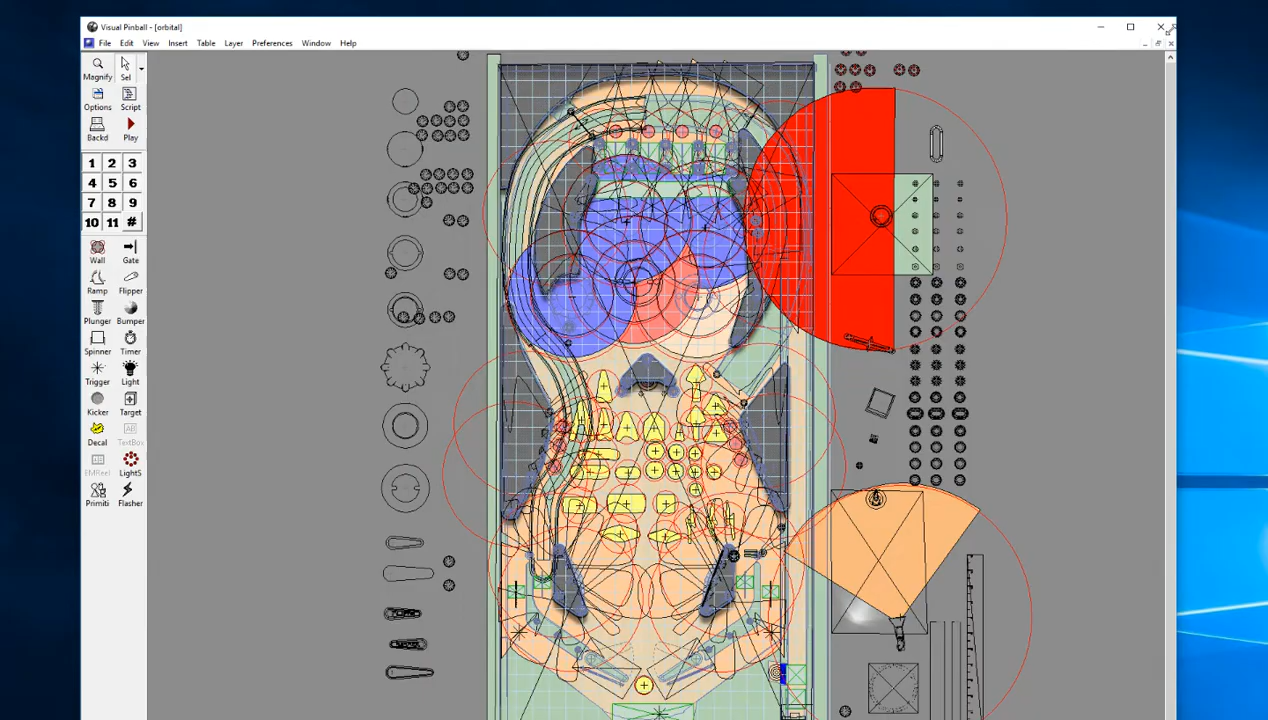 Visual Pinball - [orbital]
File Edit View Insert Table Layer Preferences Window Help
Magnify Sel
Options Script
Backd Play
1 2 3
4 5 6
7 8 9
10 11 #
Wall Gate
Ramp Flipper
Plunger Bumper
Spinner Timer
Trigger Light
Kicker Target
Decal TextBox
EMReel LightS
Primiti Flasher